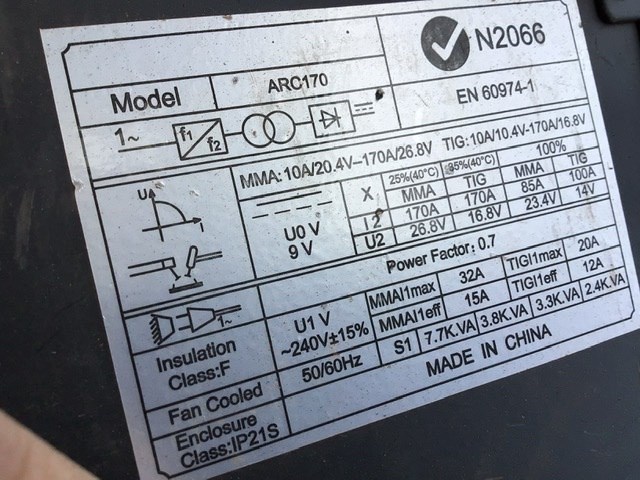 N2066
Model ARC170
EN 60974-1
1~ f1 f2
MMA: 10A/20.4V-170A/26.8V TIG: 10A/10.4V-170A/16.8V
X 25%(40°C) 35%(40°C) 100%
MMA TIG MMA TIG
I 2 170A 170A 85A 100A
U2 26.8V 16.8V 23.4V 14V
U I
U0 V
9 V
Power Factor: 0.7
1~
U1 V
~240V±15%
50/60Hz
MMAI1max 32A TIGI1max 20A
MMAI1eff 15A TIGI1eff 12A
S1 7.7K.VA 3.8K.VA 3.3K.VA 2.4K.VA
Insulation
Class:F
Fan Cooled
Enclosure
Class:IP21S
MADE IN CHINA